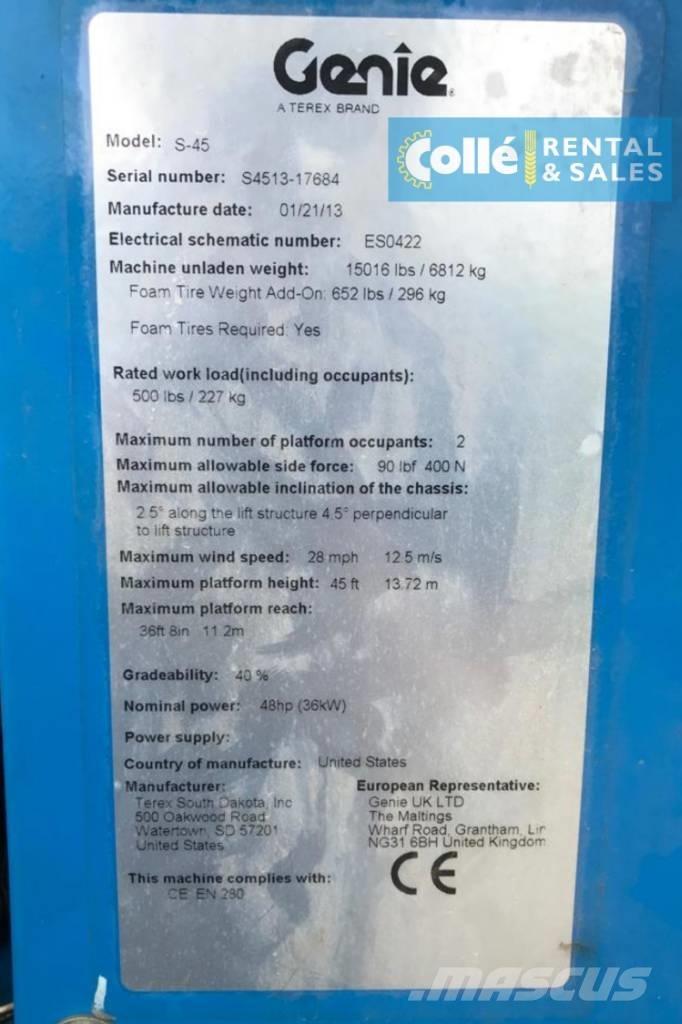 Genie
A TEREX BRAND
Collé RENTAL & SALES
Model: S-45
Serial number: S4513-17684
Manufacture date: 01/21/13
Electrical schematic number: ES0422
Machine unladen weight: 15016 lbs / 6812 kg
Foam Tire Weight Add-On: 652 lbs / 296 kg
Foam Tires Required: Yes
Rated work load(including occupants):
500 lbs / 227 kg
Maximum number of platform occupants: 2
Maximum allowable side force: 90 lbf 400 N
Maximum allowable inclination of the chassis:
2.5° along the lift structure 4.5° perpendicular
to lift structure
Maximum wind speed: 28 mph 12.5 m/s
Maximum platform height: 45 ft 13.72 m
Maximum platform reach:
36ft 8in 11.2m
Gradeability: 40 %
Nominal power: 48hp (36kW)
Power supply:
Country of manufacture: United States
Manufacturer:
Terex South Dakota, Inc
500 Oakwood Road
Watertown, SD 57201
United States
European Representative:
Genie UK LTD
The Maltings
Wharf Road, Grantham, Lin
NG31 6BH United Kingdom
This machine complies with:
CE EN 280
CE
mascus